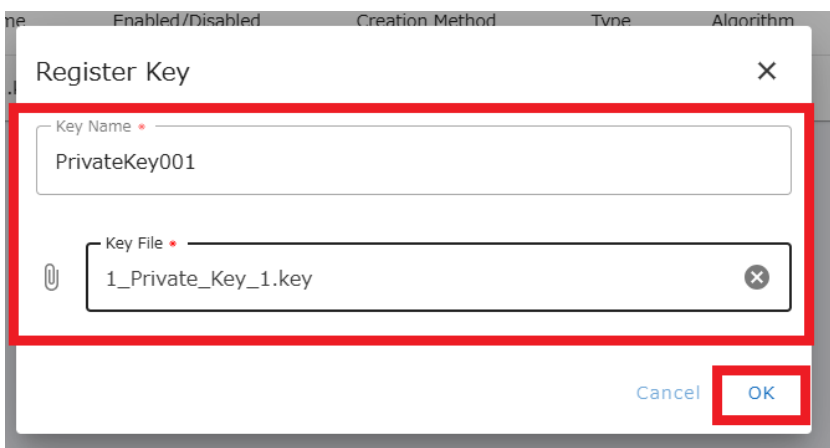 Enabled/Disabled Creation Method Type Algorithm
Register Key
Key Name *
PrivateKey001
Key File *
1_Private_Key_1.key
Cancel OK